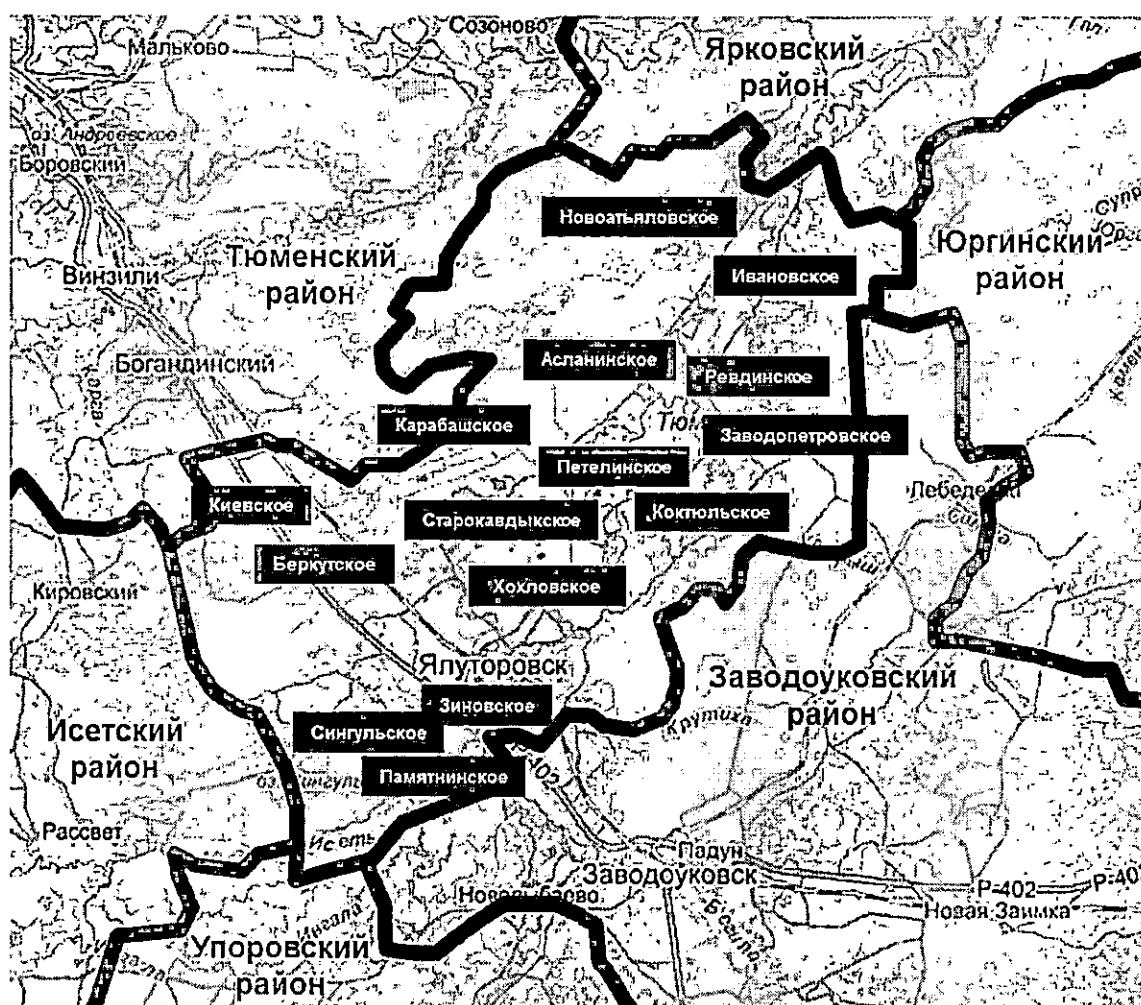 Созоново
Мальково
Ярковский
район
оз. Андреевское
Боровский
Новоатьяловское
Тюменский
район
Винзили
Ивановское
Юргинский
район
Богандинский
Асланинское
Ревдинское
Карабашское
Заводопетровское
Петелинское
Киевское
Старокавдыкское
Коктюльское
Беркутское
Хохловское
Кировский
Ялуторовск
Зиновское
Заводоуковский
район
Крутиха
Исетский
район
Сингульское
Памятнинское
Рассвет
Исеть
Падун
Заводоуковск
Р-402
Новая Заимка
Ингала
Упоровский
район